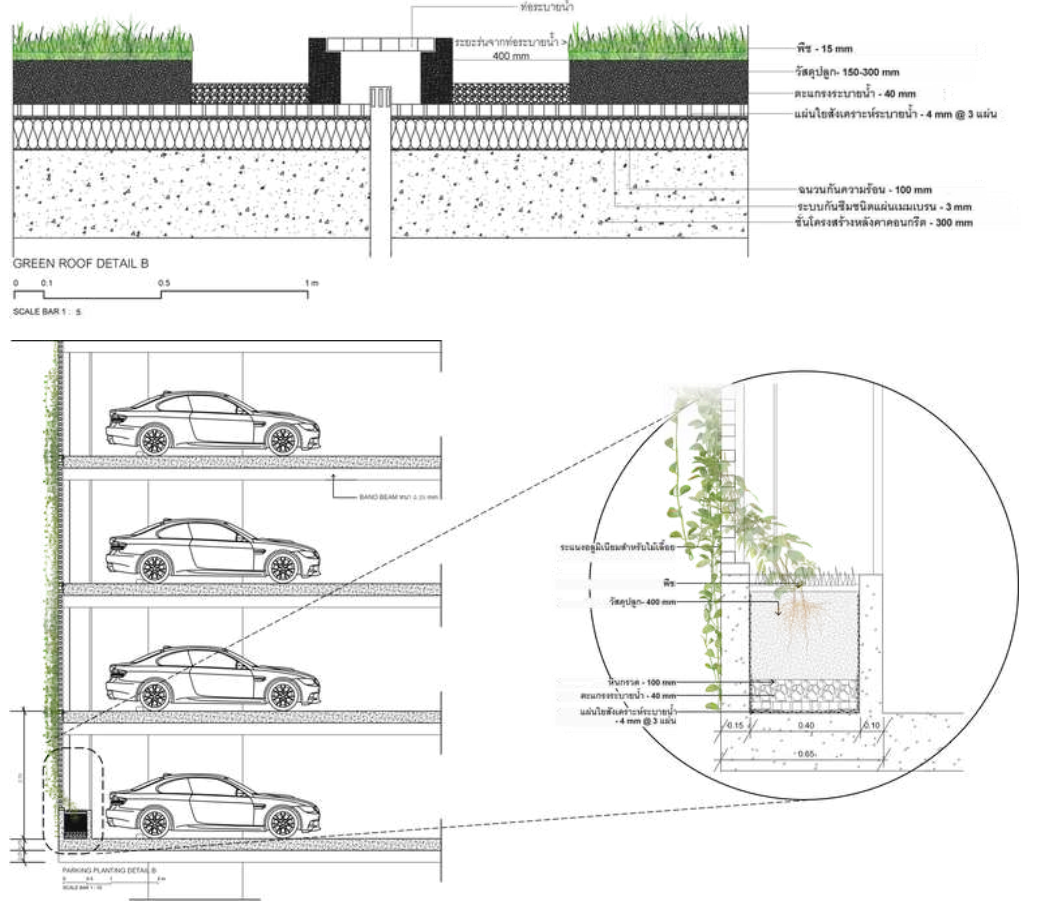 ท่อระบายน้ำ
ระยะร่นจากท่อระบายน้ำ >
400 mm
พืช - 15 mm
วัสดุปลูก- 150-300 mm
ตะแกรงระบายน้ำ - 40 mm
แผ่นใยสังเคราะห์ระบายน้ำ - 4 mm @ 3 แผ่น
ฉนวนกันความร้อน - 100 mm
ระบบกันซึมชนิดแผ่นเมมเบรน - 3 mm
ชั้นโครงสร้างหลังคาคอนกรีต - 300 mm
GREEN ROOF DETAIL B
0 0.1 0.5 1 m
SCALE BAR 1 : 5
BAND BEAM หนา 0.25 mm
ระแนงอลูมิเนียมสำหรับไม้เลื้อย
พืช
วัสดุปลูก- 400 mm
หินกรวด - 100 mm
ตะแกรงระบายน้ำ - 40 mm
แผ่นใยสังเคราะห์ระบายน้ำ
- 4 mm @ 3 แผ่น
0.15 0.40 0.10
0.65
PARKING PLANTING DETAIL B
SCALE BAR 1 : 10